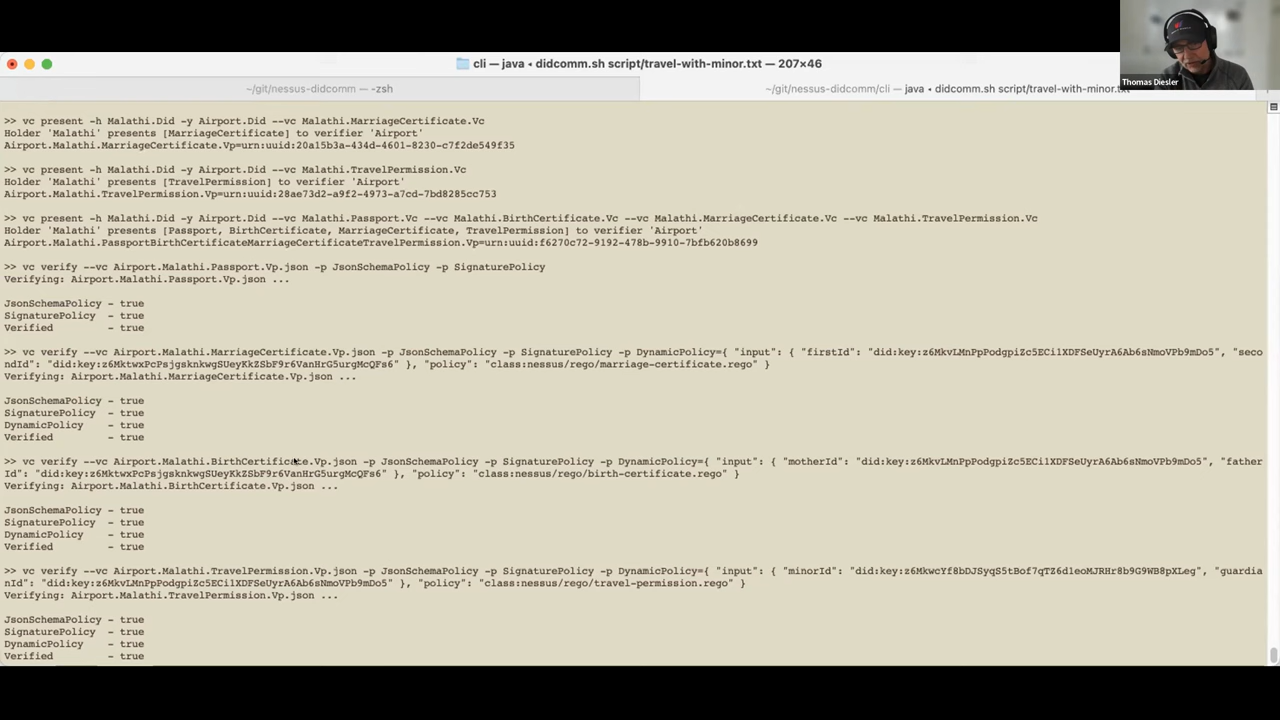 cli — java ◂ didcomm.sh script/travel-with-minor.txt — 207×46
Thomas Diesler
~/git/nessus-didcomm — -zsh
~/git/nessus-didcomm/cli — java ◂ didcomm.sh script/travel-with-minor.txt
>> vc present -h Malathi.Did -y Airport.Did --vc Malathi.MarriageCertificate.Vc
Holder 'Malathi' presents [MarriageCertificate] to verifier 'Airport'
Airport.Malathi.MarriageCertificate.Vp=urn:uuid:20a15b3a-434d-4601-8230-c7f2de549f35
>> vc present -h Malathi.Did -y Airport.Did --vc Malathi.TravelPermission.Vc
Holder 'Malathi' presents [TravelPermission] to verifier 'Airport'
Airport.Malathi.TravelPermission.Vp=urn:uuid:28ae73d2-a9f2-4973-a7cd-7bd8285cc753
>> vc present -h Malathi.Did -y Airport.Did --vc Malathi.Passport.Vc --vc Malathi.BirthCertificate.Vc --vc Malathi.MarriageCertificate.Vc --vc Malathi.TravelPermission.Vc
Holder 'Malathi' presents [Passport, BirthCertificate, MarriageCertificate, TravelPermission] to verifier 'Airport'
Airport.Malathi.PassportBirthCertificateMarriageCertificateTravelPermission.Vp=urn:uuid:f6270c72-9192-478b-9910-7bfb620b8699
>> vc verify --vc Airport.Malathi.Passport.Vp.json -p JsonSchemaPolicy -p SignaturePolicy
Verifying: Airport.Malathi.Passport.Vp.json ...
JsonSchemaPolicy - true
SignaturePolicy  - true
Verified         - true
>> vc verify --vc Airport.Malathi.MarriageCertificate.Vp.json -p JsonSchemaPolicy -p SignaturePolicy -p DynamicPolicy={ "input": { "firstId": "did:key:z6MkvLMnPpPodgpiZc5ECi1XDFSeUyrA6Ab6sNmoVPb9mDo5", "seco
ndId": "did:key:z6MktwxPcPsjgsknkwgSUeyKkZSbF9r6VanHrG5urgMcQFs6" }, "policy": "class:nessus/rego/marriage-certificate.rego" }
Verifying: Airport.Malathi.MarriageCertificate.Vp.json ...
JsonSchemaPolicy - true
SignaturePolicy  - true
DynamicPolicy    - true
Verified         - true
>> vc verify --vc Airport.Malathi.BirthCertificate.Vp.json -p JsonSchemaPolicy -p SignaturePolicy -p DynamicPolicy={ "input": { "motherId": "did:key:z6MkvLMnPpPodgpiZc5ECi1XDFSeUyrA6Ab6sNmoVPb9mDo5", "father
Id": "did:key:z6MktwxPcPsjgsknkwgSUeyKkZSbF9r6VanHrG5urgMcQFs6" }, "policy": "class:nessus/rego/birth-certificate.rego" }
Verifying: Airport.Malathi.BirthCertificate.Vp.json ...
JsonSchemaPolicy - true
SignaturePolicy  - true
DynamicPolicy    - true
Verified         - true
>> vc verify --vc Airport.Malathi.TravelPermission.Vp.json -p JsonSchemaPolicy -p SignaturePolicy -p DynamicPolicy={ "input": { "minorId": "did:key:z6MkwcYf8bDJSyqS5tBof7qTZ6d1eoMJRHr8b9G9WB8pXLeg", "guardia
nId": "did:key:z6MkvLMnPpPodgpiZc5ECi1XDFSeUyrA6Ab6sNmoVPb9mDo5" }, "policy": "class:nessus/rego/travel-permission.rego" }
Verifying: Airport.Malathi.TravelPermission.Vp.json ...
JsonSchemaPolicy - true
SignaturePolicy  - true
DynamicPolicy    - true
Verified         - true